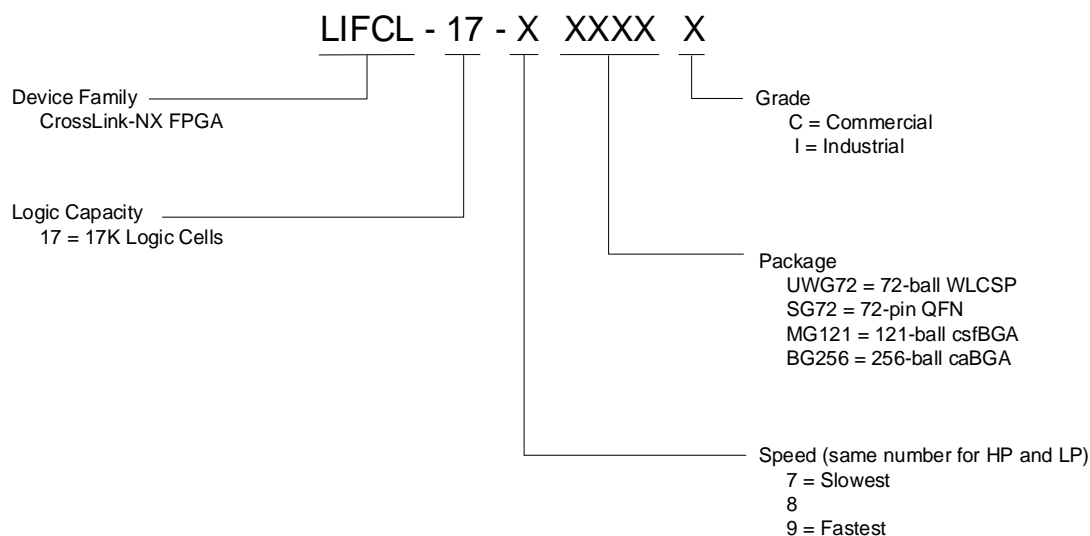 LIFCL - 17 - X XXXX X
Device Family
CrossLink-NX FPGA
Logic Capacity
17 = 17K Logic Cells
Grade
C = Commercial
I = Industrial
Package
UWG72 = 72-ball WLCSP
SG72 = 72-pin QFN
MG121 = 121-ball csfBGA
BG256 = 256-ball caBGA
Speed (same number for HP and LP)
7 = Slowest
8
9 = Fastest